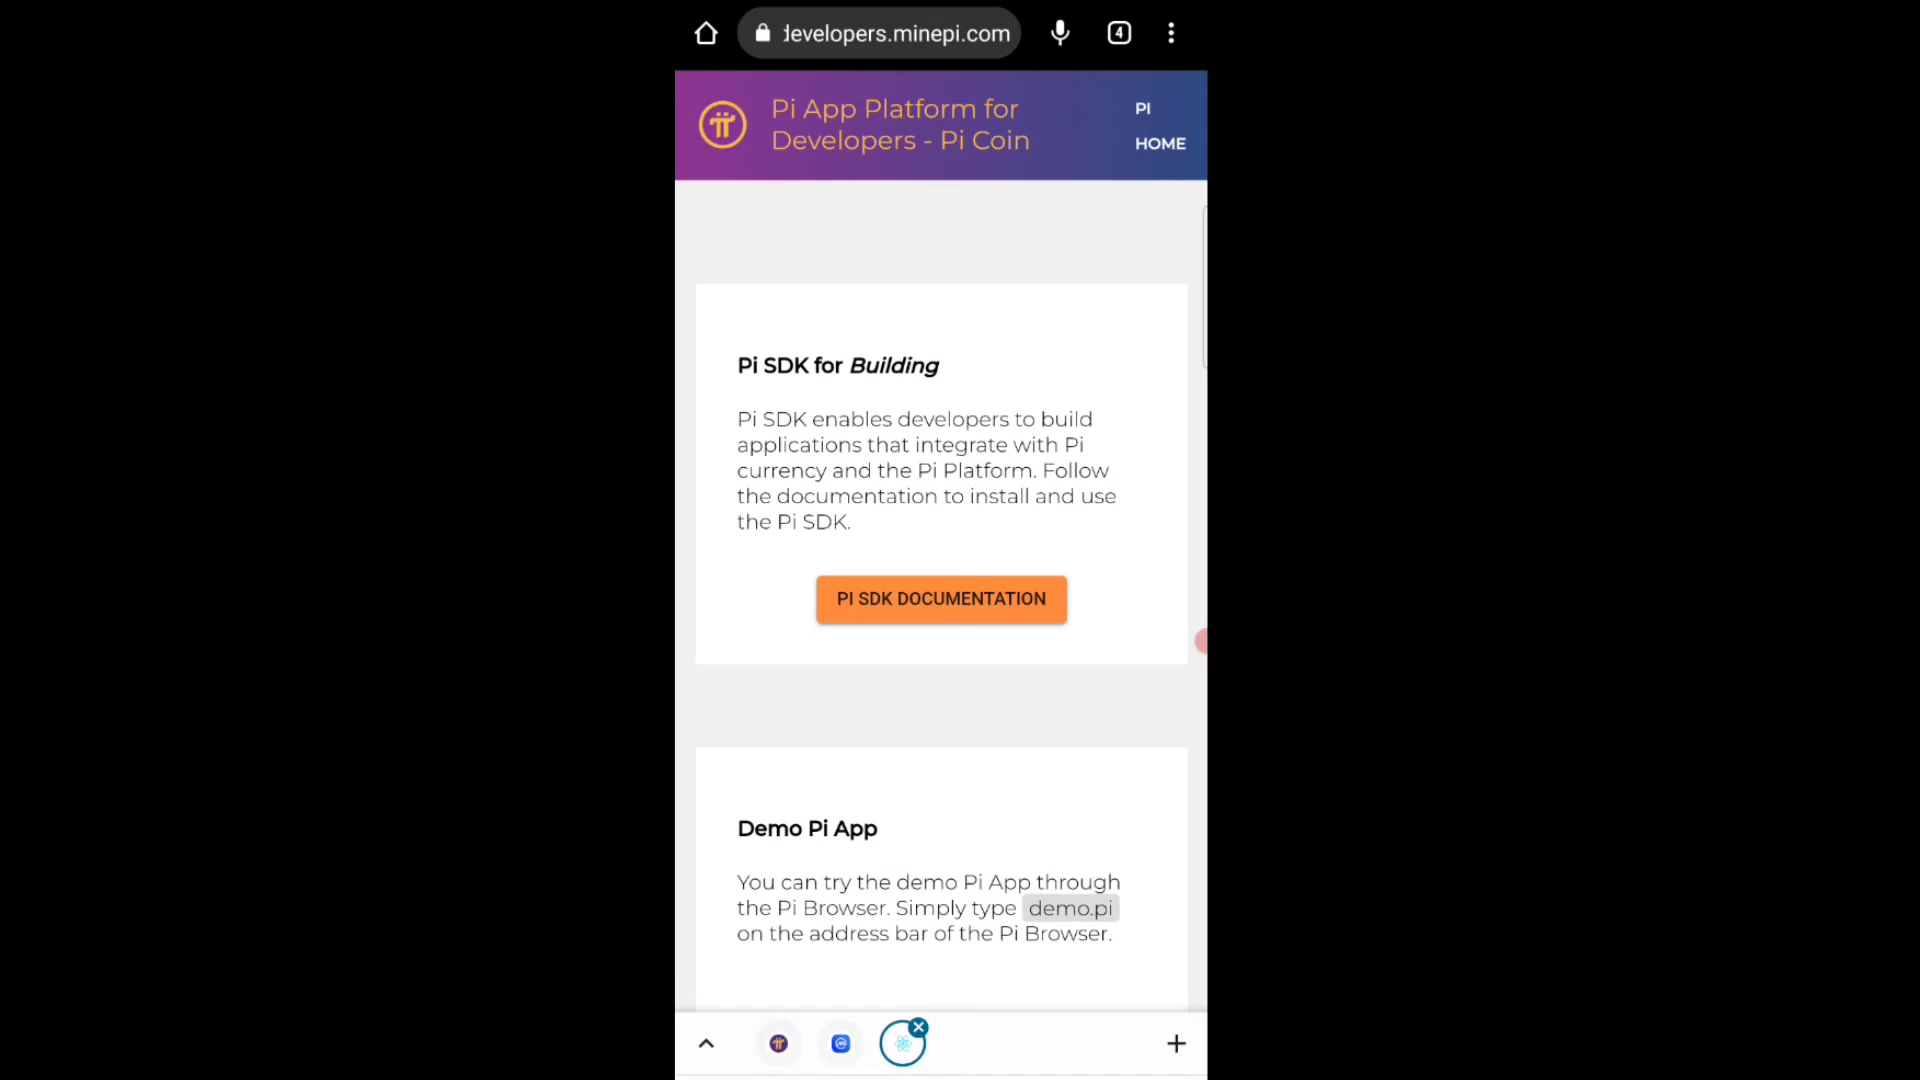 developers.minepi.com
4
Pi App Platform for
Developers - Pi Coin
PI
HOME
Pi SDK for Building
Pi SDK enables developers to build
applications that integrate with Pi
currency and the Pi Platform. Follow
the documentation to install and use
the Pi SDK.
PI SDK DOCUMENTATION
Demo Pi App
You can try the demo Pi App through
the Pi Browser. Simply type demo.pi
on the address bar of the Pi Browser.